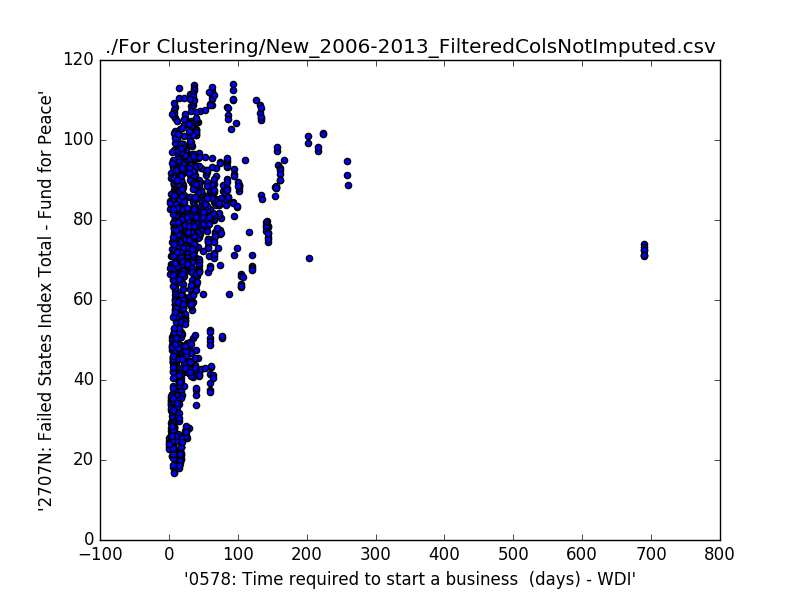 ./For Clustering/New_2006-2013_FilteredColsNotImputed.csv
120
100
80
60
40
20
0
'2707N: Failed States Index Total - Fund for Peace'
−100 0 100 200 300 400 500 600 700 800
'0578: Time required to start a business  (days) - WDI'